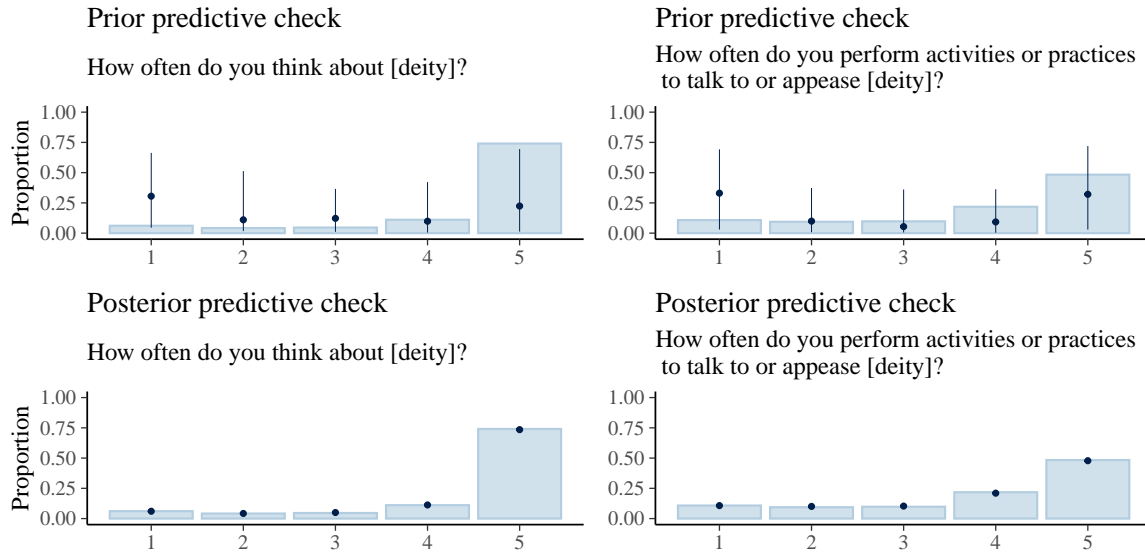 Prior predictive check
How often do you think about [deity]?
Proportion
1.00
0.75
0.50
0.25
0.00
1 2 3 4 5
Prior predictive check
How often do you perform activities or practices
to talk to or appease [deity]?
1.00
0.75
0.50
0.25
0.00
1 2 3 4 5
Posterior predictive check
How often do you think about [deity]?
Proportion
1.00
0.75
0.50
0.25
0.00
1 2 3 4 5
Posterior predictive check
How often do you perform activities or practices
to talk to or appease [deity]?
1.00
0.75
0.50
0.25
0.00
1 2 3 4 5